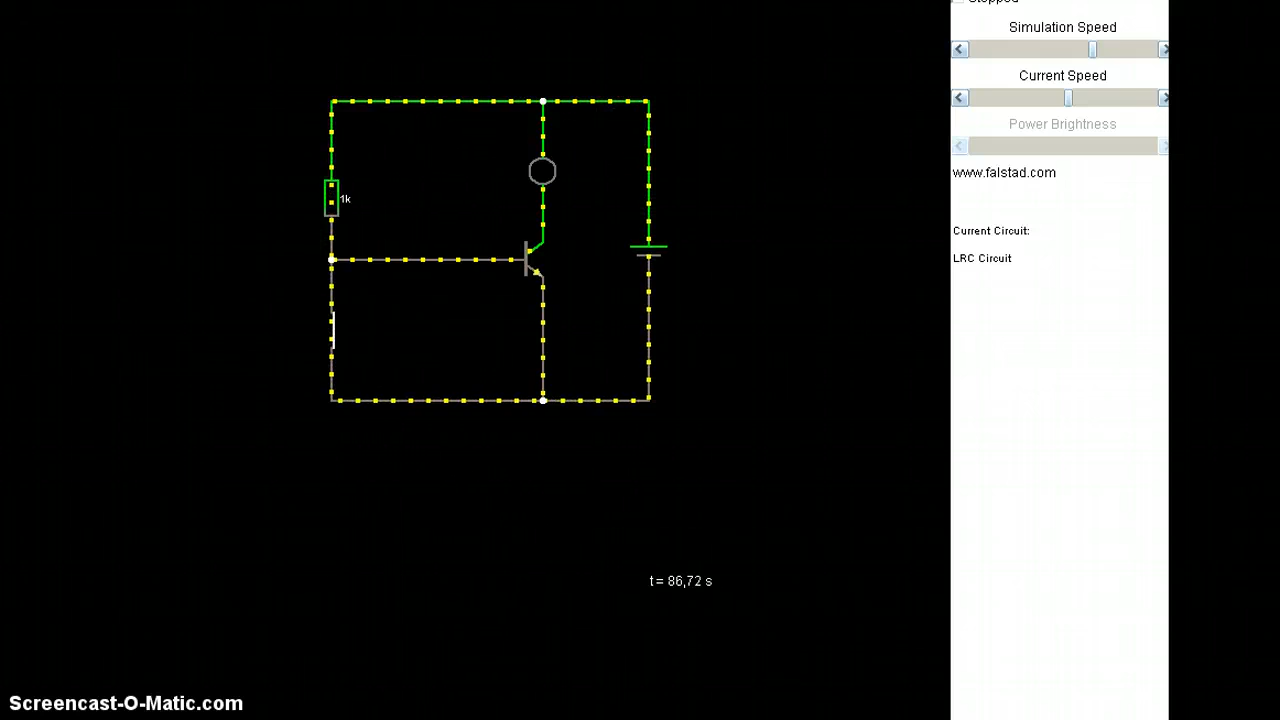 Stopped
Simulation Speed
Current Speed
Power Brightness
www.falstad.com
Current Circuit:
LRC Circuit
1k
t = 86,72 s
Screencast-O-Matic.com